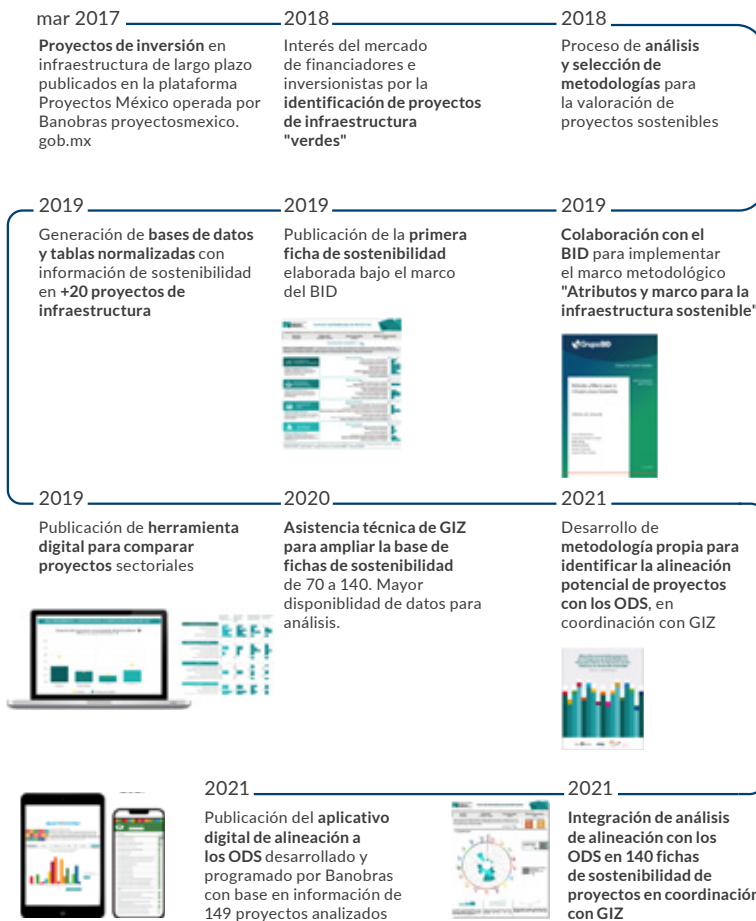 mar 2017
Proyectos de inversión en
infraestructura de largo plazo
publicados en la plataforma
Proyectos México operada por
Banobras proyectosmexico.
gob.mx
2018
Interés del mercado
de financiadores e
inversionistas por la
identificación de proyectos
de infraestructura
"verdes"
2018
Proceso de análisis
y selección de
metodologías para
la valoración de
proyectos sostenibles
2019
Colaboración con el
BID para implementar
el marco metodológico
"Atributos y marco para la
infraestructura sostenible"
GrupoBID
2019
Publicación de la primera
ficha de sostenibilidad
elaborada bajo el marco
del BID
2019
Generación de bases de datos
y tablas normalizadas con
información de sostenibilidad
en +20 proyectos de
infraestructura
2019
Publicación de herramienta
digital para comparar
proyectos sectoriales
2020
Asistencia técnica de GIZ
para ampliar la base de
fichas de sostenibilidad
de 70 a 140. Mayor
disponiblidad de datos para
análisis.
2021
Desarrollo de
metodología propia para
identificar la alineación
potencial de proyectos
con los ODS, en
coordinación con GIZ
2021
Integración de análisis
de alineación con los
ODS en 140 fichas
de sostenibilidad de
proyectos en coordinación
con GIZ
2021
Publicación del aplicativo
digital de alineación a
los ODS desarrollado y
programado por Banobras
con base en información de
149 proyectos analizados